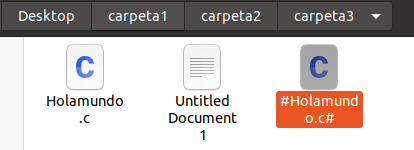 Desktop carpeta1 carpeta2 carpeta3
C C
Holamundo Untitled #Holamund
.c Document o.c#
1